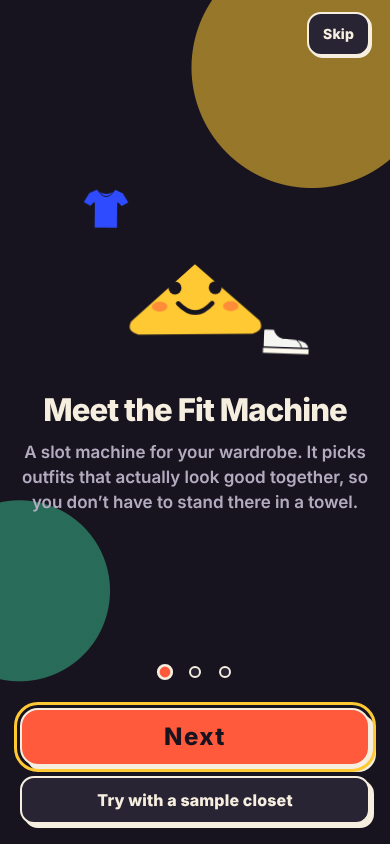 Skip
Meet the Fit Machine
A slot machine for your wardrobe. It picks
outfits that actually look good together, so
you don’t have to stand there in a towel.
Next
Try with a sample closet